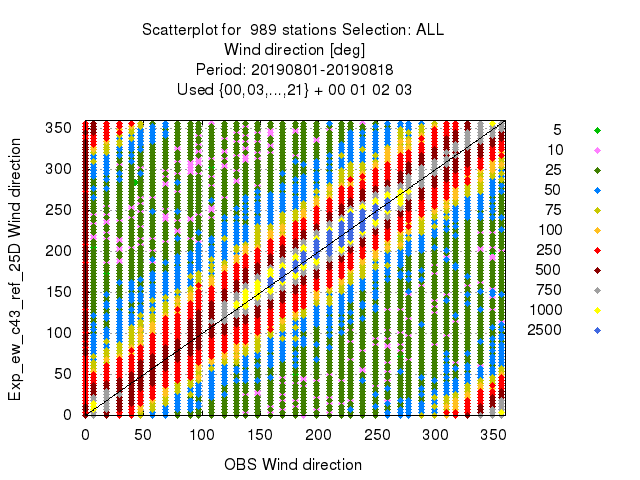 Scatterplot for 989 stations Selection: ALL
Wind direction [deg]
Period: 20190801-20190818
Used {00,03,...,21} + 00 01 02 03
Exp_ew_c43_ref_25D Wind direction
350
300
250
200
150
100
50
0
0 50 100 150 200 250 300 350
OBS Wind direction
5
10
25
50
75
100
250
500
750
1000
2500